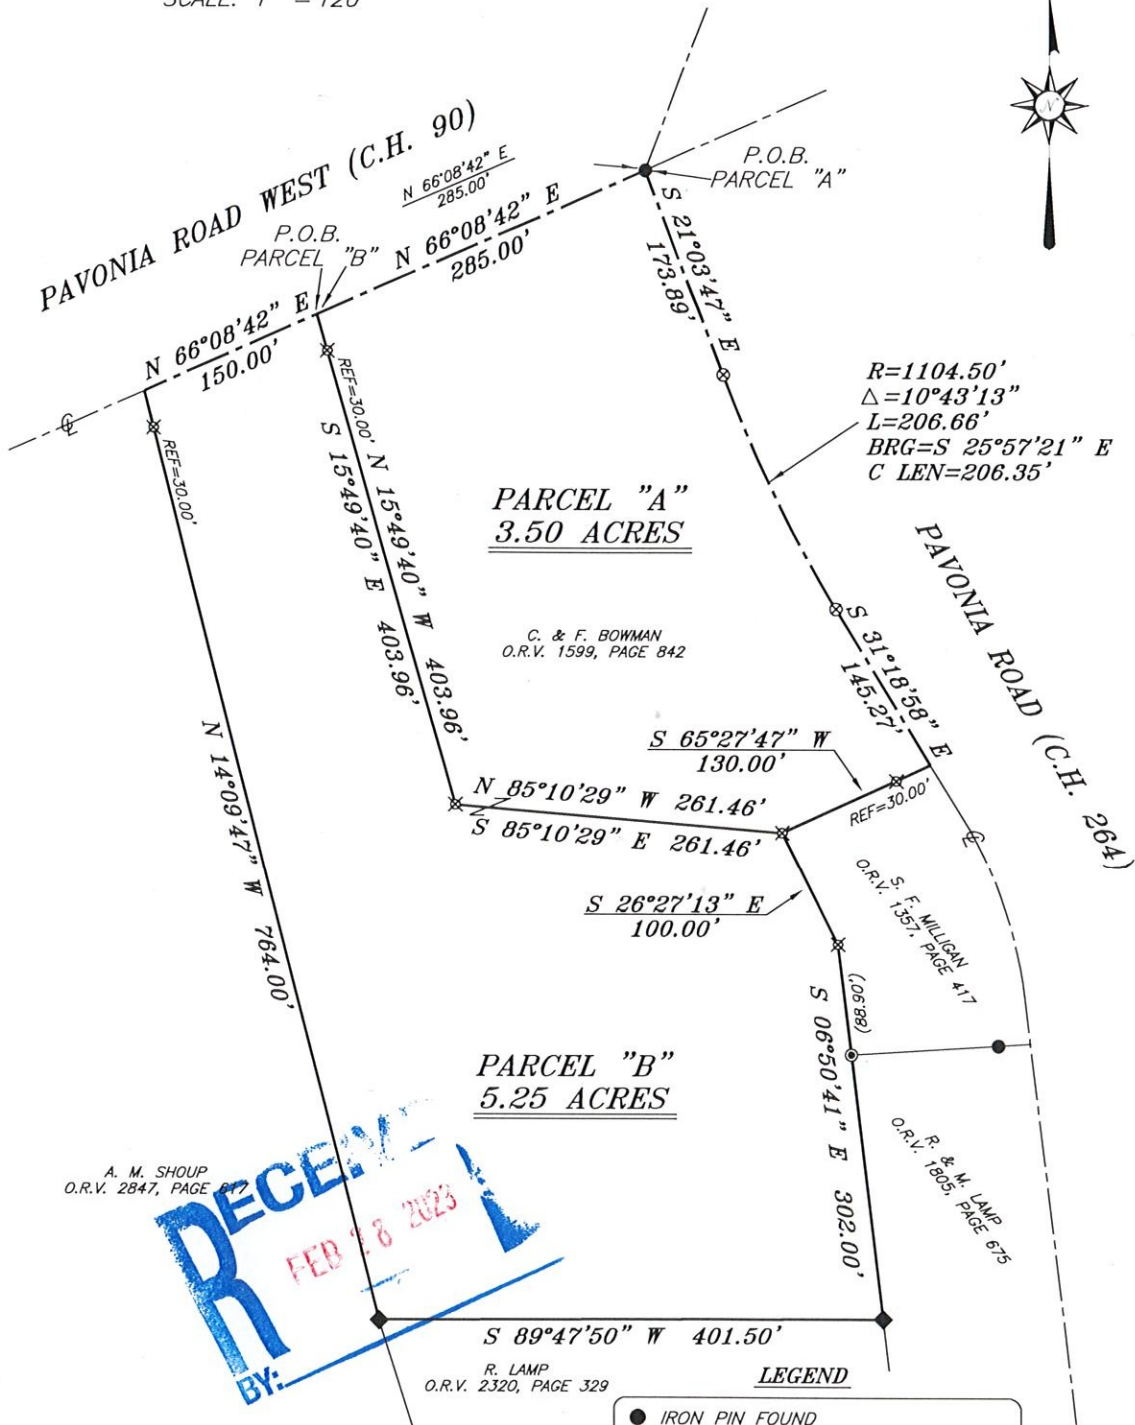 SCALE: 1" = 120'
N
PAVONIA ROAD WEST (C.H. 90)
N 66°08'42" E
285.00'
P.O.B.
PARCEL "A"
P.O.B.
PARCEL "B"
N 66°08'42" E
285.00'
N 66°08'42" E
150.00'
S 21°03'47" E
173.89'
R=1104.50'
△=10°43'13"
L=206.66'
BRG=S 25°57'21" E
C LEN=206.35'
REF=30.00'
REF=30.00'
N 15°49'40" W 403.96'
S 15°49'40" E 403.96'
PARCEL "A"
3.50 ACRES
C. & F. BOWMAN
O.R.V. 1599, PAGE 842
PAVONIA ROAD (C.H. 264)
S 31°18'58" E
145.27'
S 65°27'47" W
130.00'
REF=30.00'
N 85°10'29" W 261.46'
S 85°10'29" E 261.46'
N 14°09'47" W 764.00'
S 26°27'13" E
100.00'
S. F. MILLIGAN
O.R.V. 1357, PAGE 417
(88.90')
S 06°50'41" E 302.00'
PARCEL "B"
5.25 ACRES
R. & M. LAMP
O.R.V. 1805, PAGE 675
A. M. SHOUP
O.R.V. 2847, PAGE 617
RECEIVED
FEB 28 2023
BY:
S 89°47'50" W 401.50'
R. LAMP
O.R.V. 2320, PAGE 329
LEGEND
IRON PIN FOUND